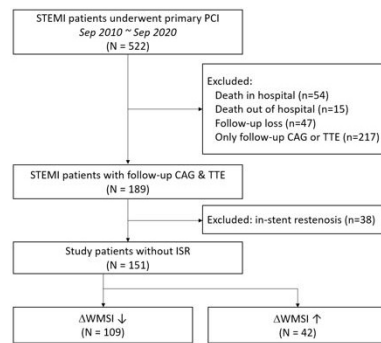 STEMI patients underwent primary PCI
Sep 2010 ~ Sep 2020
(N = 522)
Excluded:
Death in hospital (n=54)
Death out of hospital (n=15)
Follow-up loss (n=47)
Only follow-up CAG or TTE (n=217)
STEMI patients with follow-up CAG & TTE
(N = 189)
Excluded: in-stent restenosis (n=38)
Study patients without ISR
(N = 151)
ΔWMSI ↓
(N = 109)
ΔWMSI ↑
(N = 42)